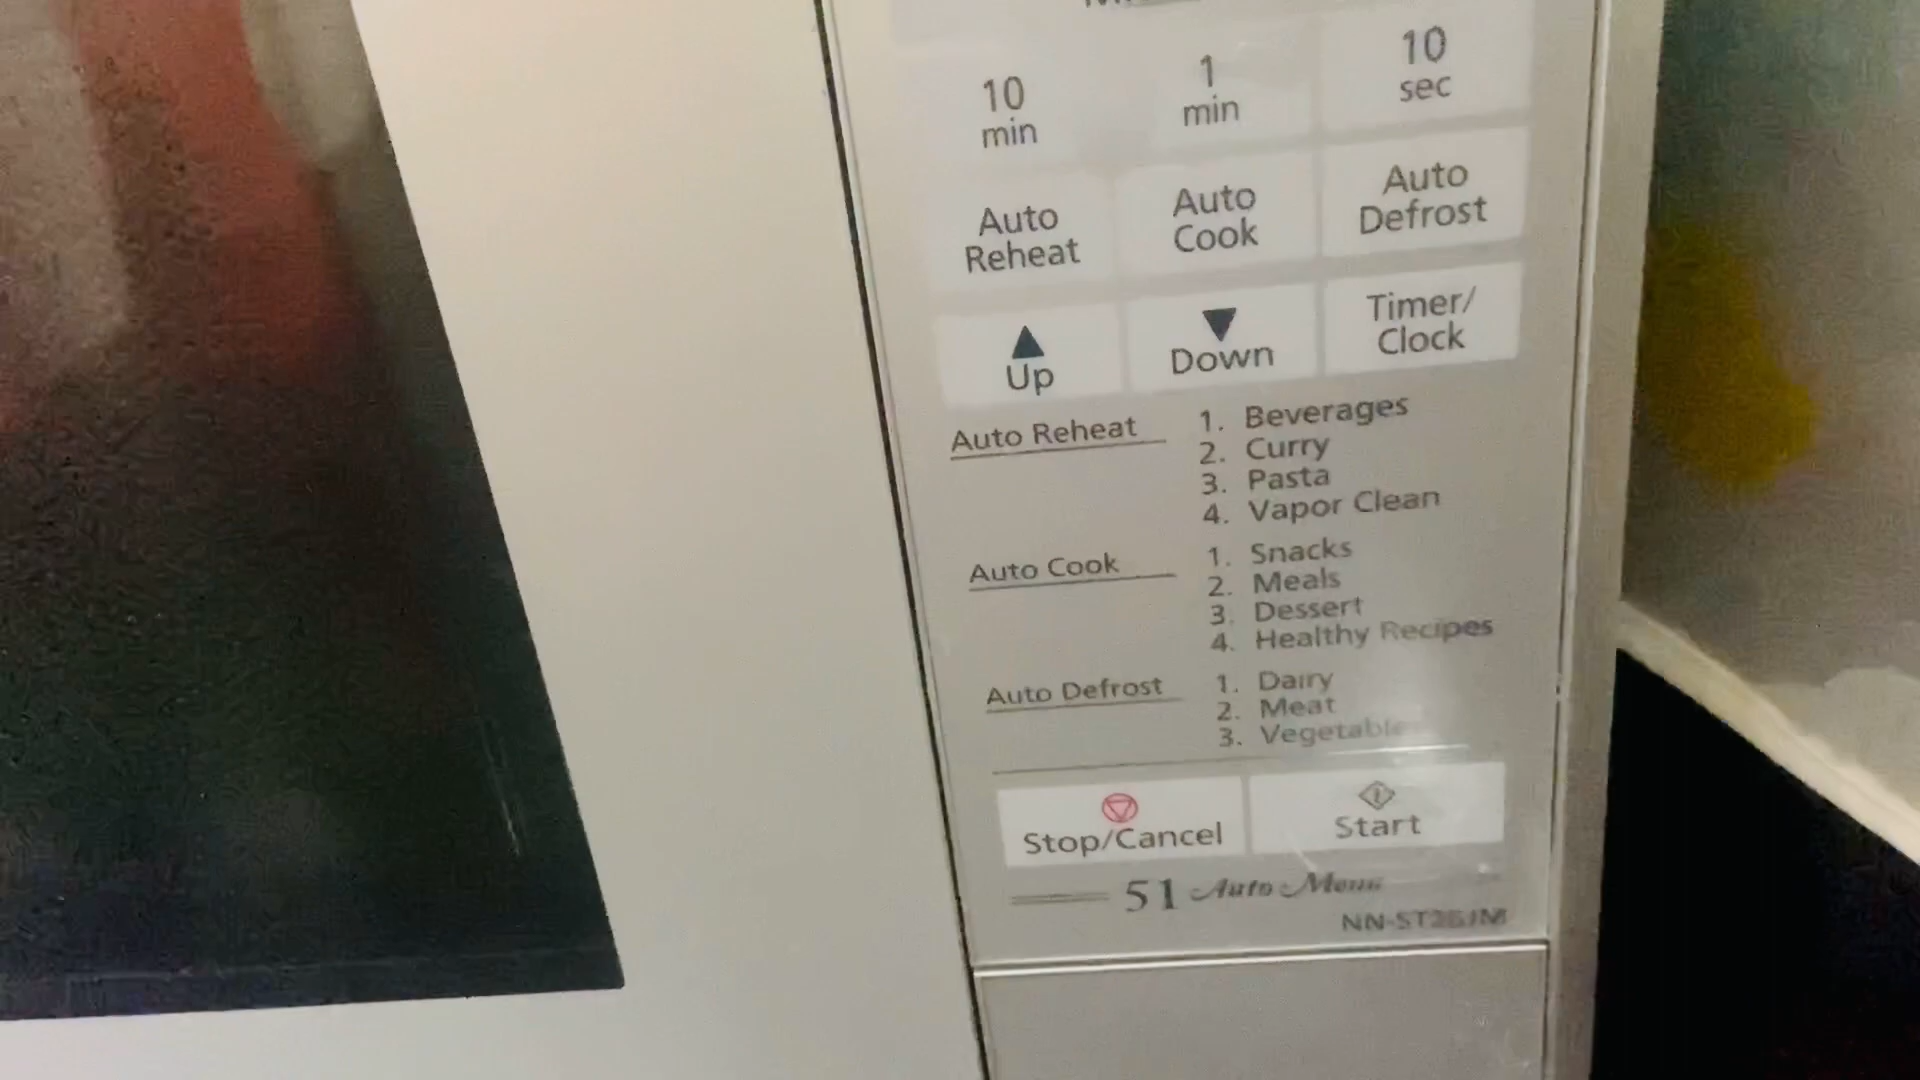 10 min
1 min
10 sec
Auto Reheat
Auto Cook
Auto Defrost
Up
Down
Timer/ Clock
Auto Reheat
1. Beverages
2. Curry
3. Pasta
4. Vapor Clean
Auto Cook
1. Snacks
2. Meals
3. Dessert
4. Healthy Recipes
Auto Defrost
1. Dairy
2. Meat
3. Vegetable
Stop/Cancel
Start
51 Auto Menu